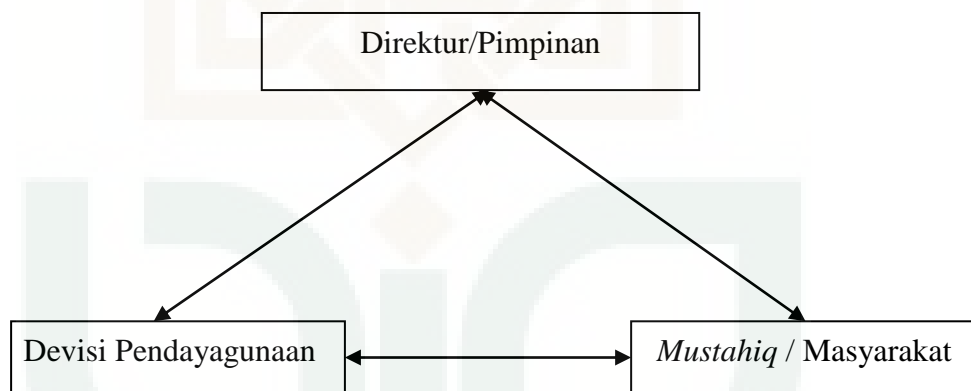 Direktur/Pimpinan
Devisi Pendayagunaan
Mustahiq / Masyarakat